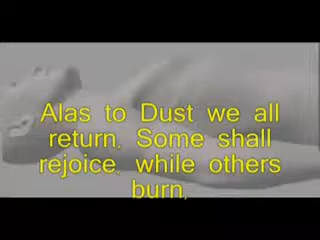 Alas to Dust we all
return. Some shall
rejoice. while others
burn.